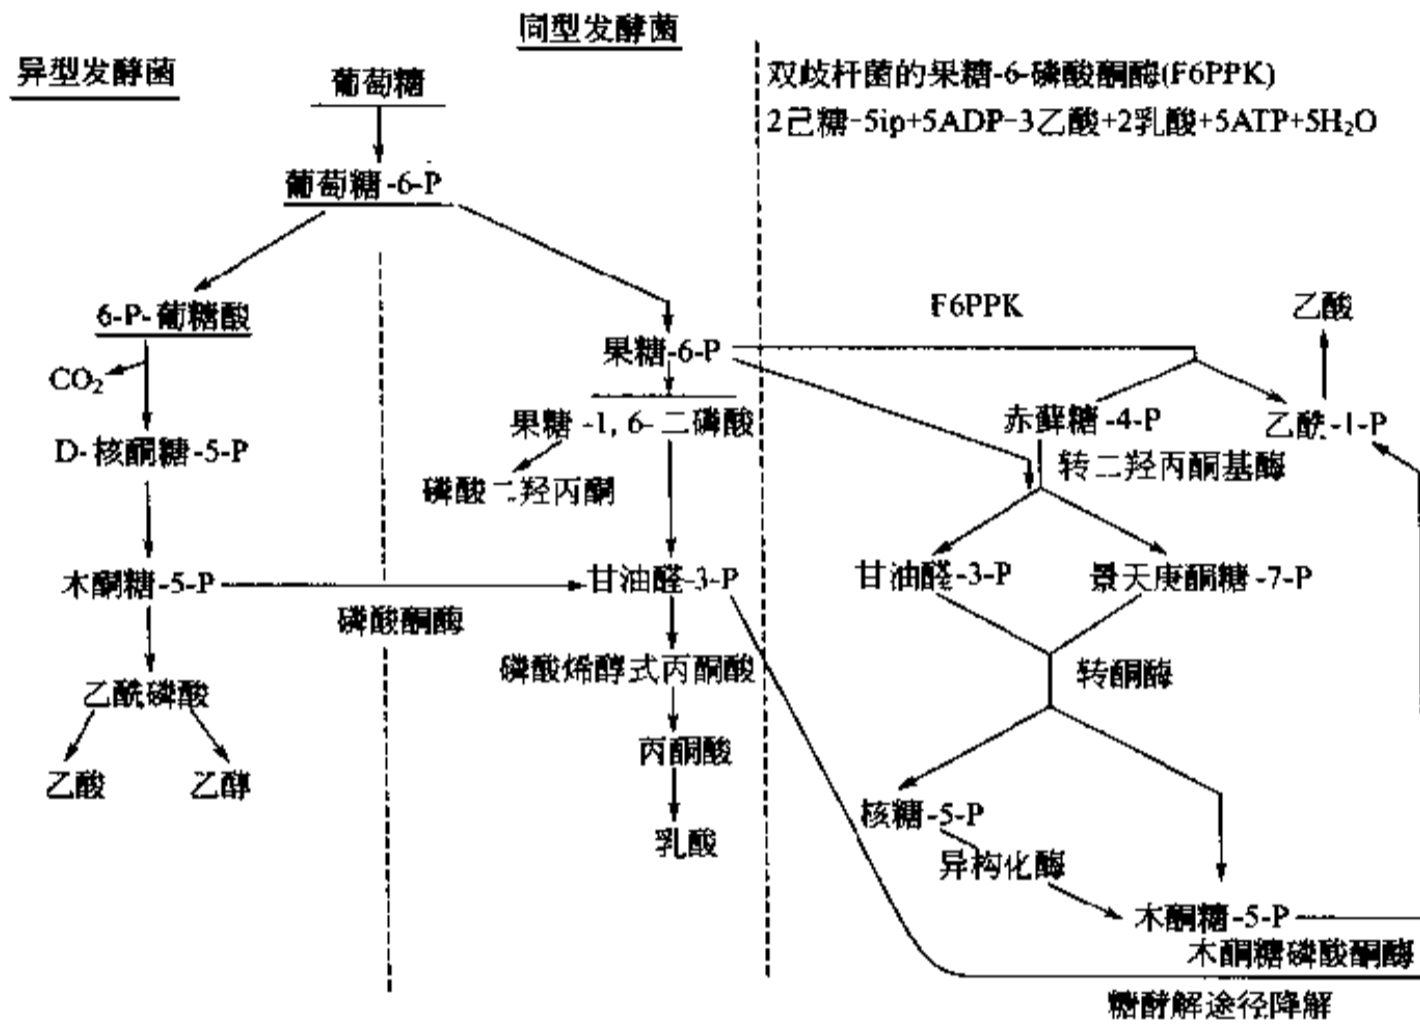 异型发酵菌
同型发酵菌
葡萄糖
葡萄糖-6-P
6-P-葡糖酸
CO₂
D-核酮糖-5-P
木酮糖-5-P
磷酸酮酶
乙酰磷酸
乙酸
乙醇
果糖-6-P
果糖-1,6-二磷酸
磷酸二羟丙酮
甘油醛-3-P
磷酸烯醇式丙酮酸
丙酮酸
乳酸
双歧杆菌的果糖-6-磷酸酮酶(F6PPK)
2己糖-5ip+5ADP-3乙酸+2乳酸+5ATP+5H₂O
F6PPK
乙酸
赤藓糖-4-P
乙酰-1-P
转二羟丙酮基酶
甘油醛-3-P
景天庚酮糖-7-P
转酮酶
核糖-5-P
异构化酶
木酮糖-5-P
木酮糖磷酸酮酶
糖酵解途径降解